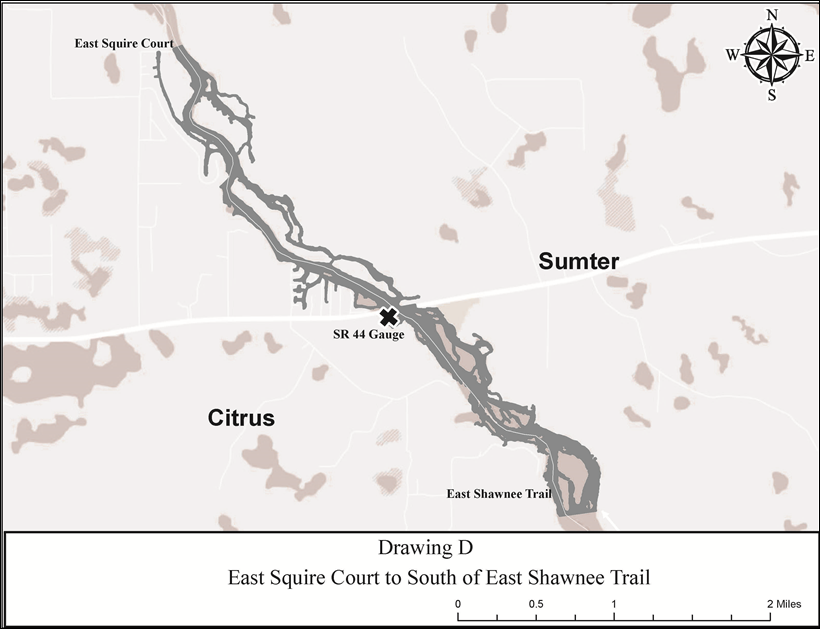 East Squire Court
N
W E
S
Sumter
SR 44 Gauge
Citrus
East Shawnee Trail
Drawing D
East Squire Court to South of East Shawnee Trail
0 0.5 1 2 Miles